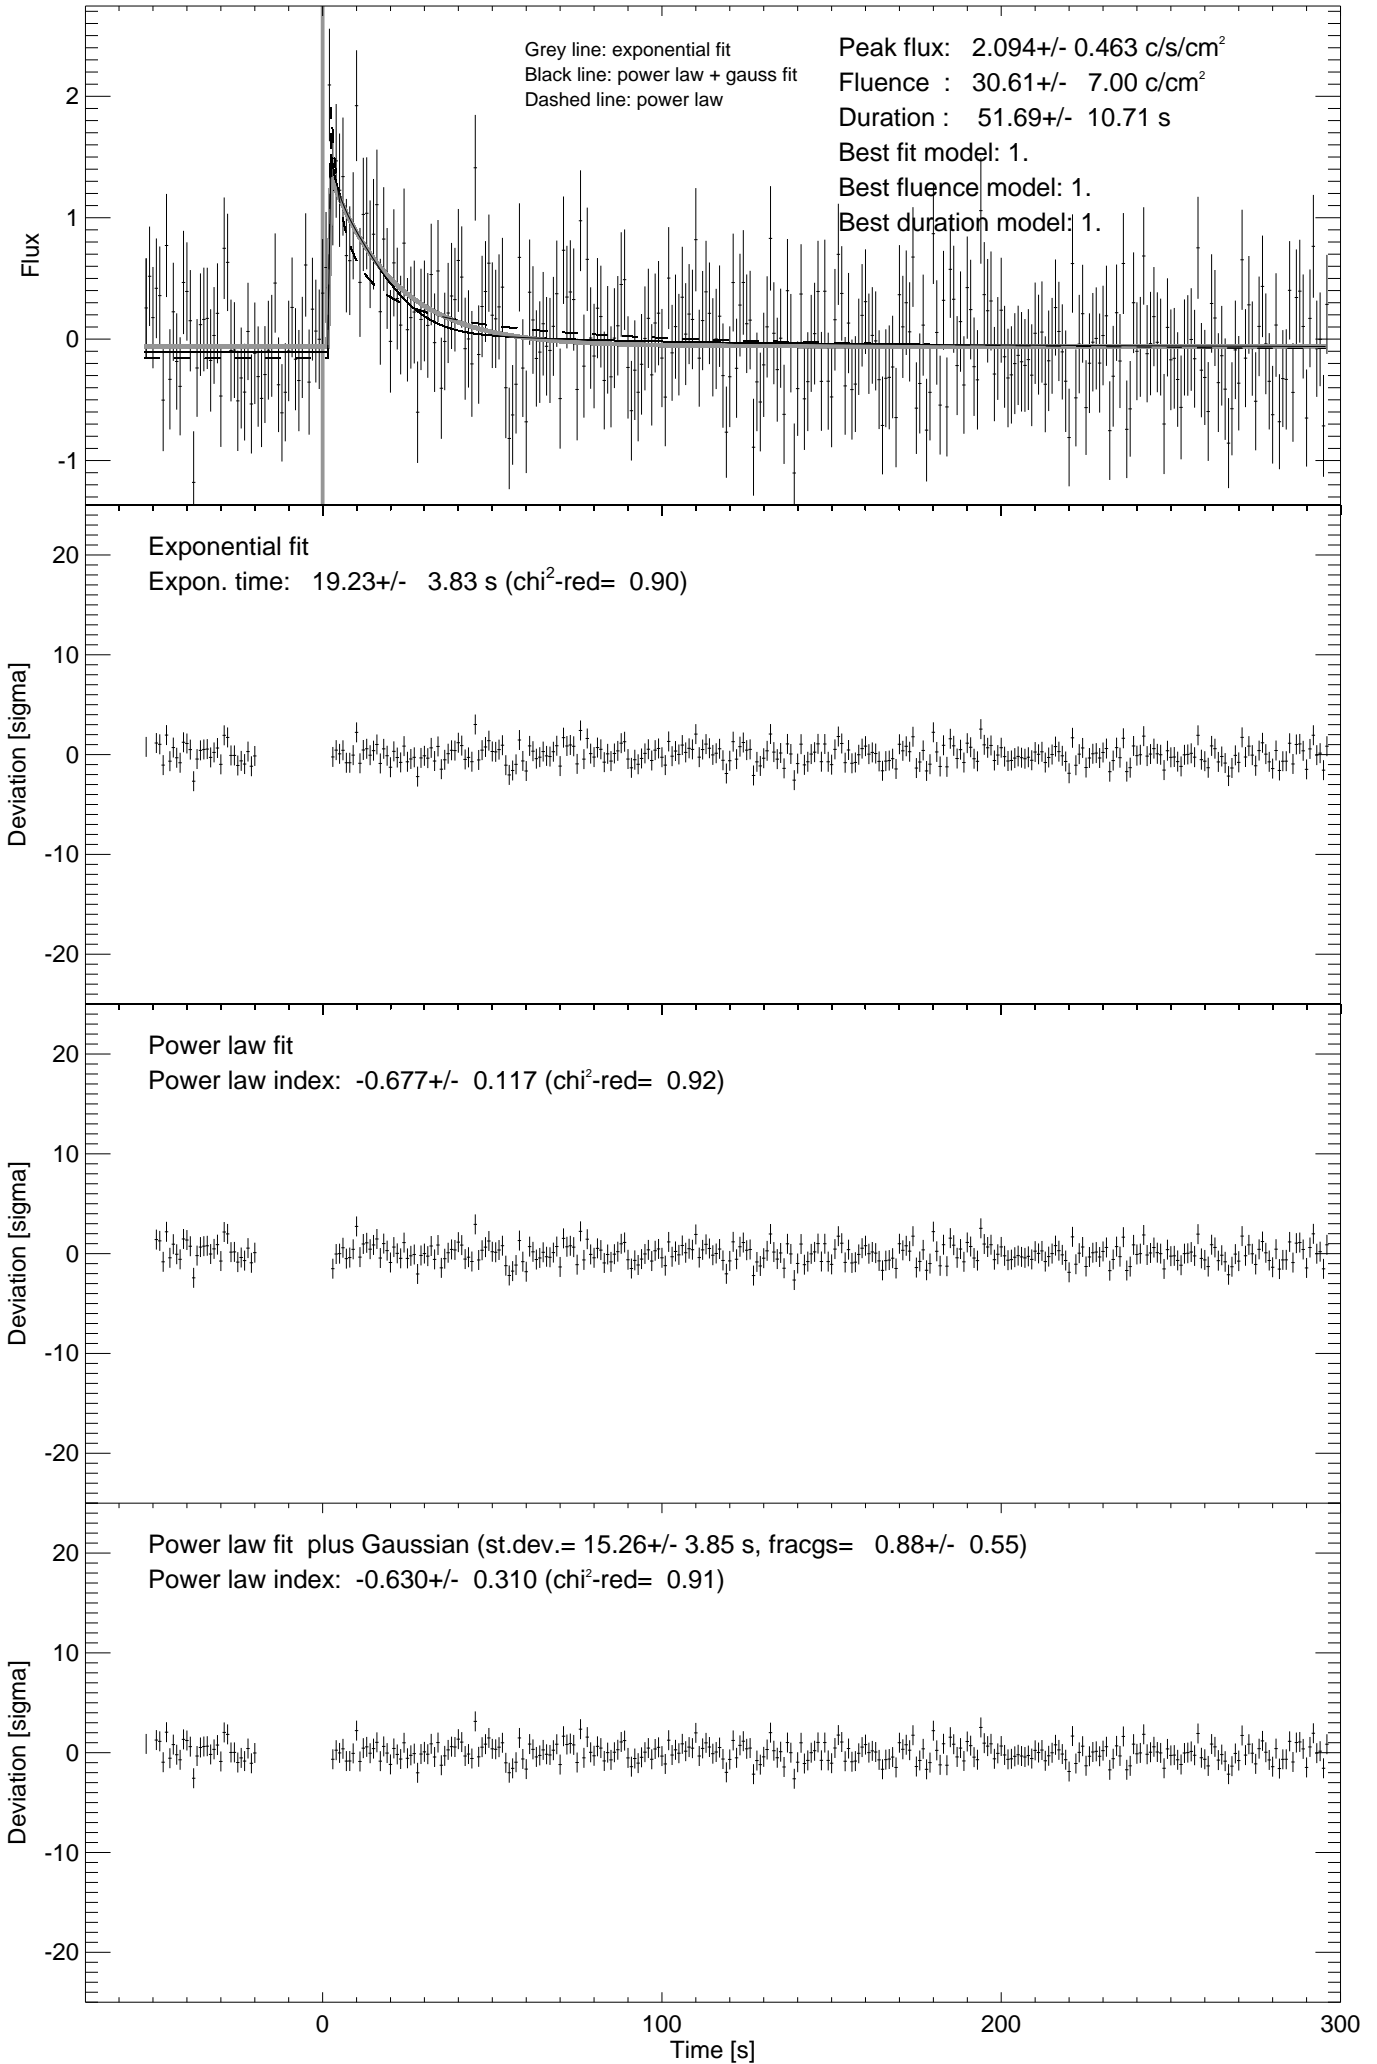 Grey line: exponential fit
Black line: power law + gauss fit
Dashed line: power law
Peak flux: 2.094+/- 0.463 c/s/cm²
Fluence : 30.61+/- 7.00 c/cm²
Duration : 51.69+/- 10.71 s
Best fit model: 1.
Best fluence model: 1.
Best duration model: 1.
Flux
2
1
0
-1
Exponential fit
Expon. time: 19.23+/- 3.83 s (chi²-red= 0.90)
Deviation [sigma]
20
10
0
-10
-20
Power law fit
Power law index: -0.677+/- 0.117 (chi²-red= 0.92)
Deviation [sigma]
20
10
0
-10
-20
Power law fit plus Gaussian (st.dev.= 15.26+/- 3.85 s, fracgs= 0.88+/- 0.55)
Power law index: -0.630+/- 0.310 (chi²-red= 0.91)
Deviation [sigma]
20
10
0
-10
-20
0 100 200 300
Time [s]